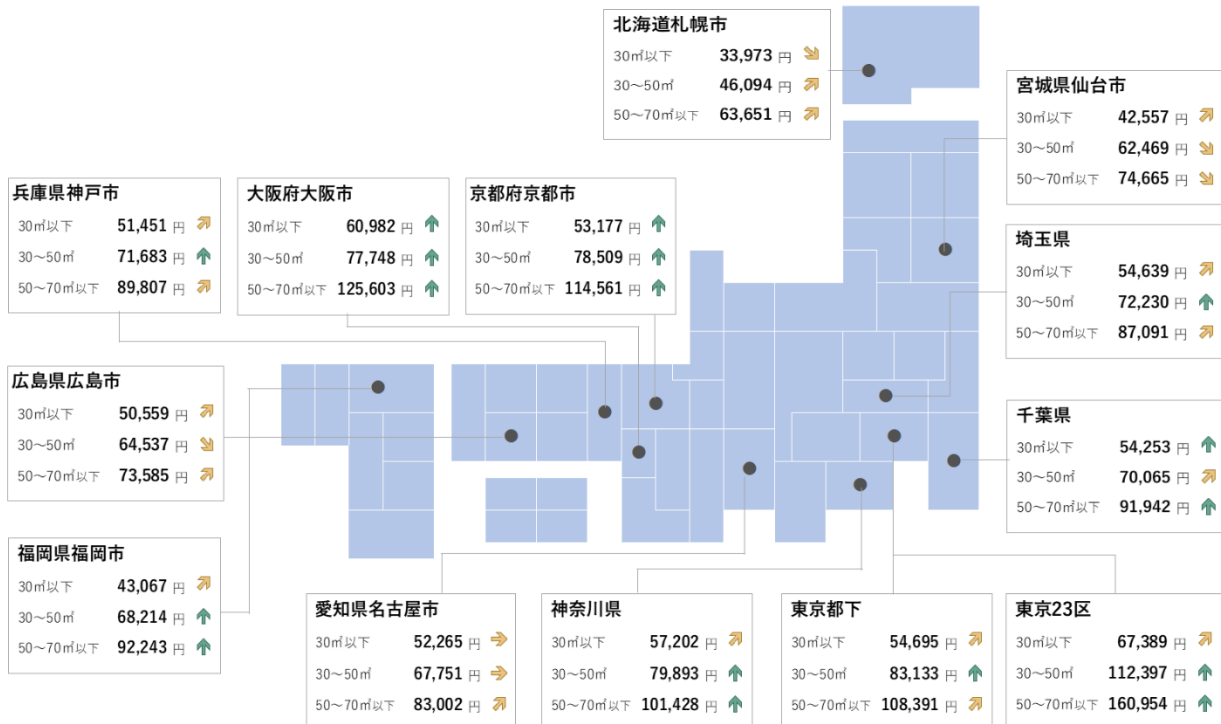 北海道札幌市
30㎡以下 33,973 円
30～50㎡ 46,094 円
50～70㎡以下 63,651 円
宮城県仙台市
30㎡以下 42,557 円
30～50㎡ 62,469 円
50～70㎡以下 74,665 円
兵庫県神戸市
30㎡以下 51,451 円
30～50㎡ 71,683 円
50～70㎡以下 89,807 円
大阪府大阪市
30㎡以下 60,982 円
30～50㎡ 77,748 円
50～70㎡以下 125,603 円
京都府京都市
30㎡以下 53,177 円
30～50㎡ 78,509 円
50～70㎡以下 114,561 円
埼玉県
30㎡以下 54,639 円
30～50㎡ 72,230 円
50～70㎡以下 87,091 円
広島県広島市
30㎡以下 50,559 円
30～50㎡ 64,537 円
50～70㎡以下 73,585 円
千葉県
30㎡以下 54,253 円
30～50㎡ 70,065 円
50～70㎡以下 91,942 円
福岡県福岡市
30㎡以下 43,067 円
30～50㎡ 68,214 円
50～70㎡以下 92,243 円
愛知県名古屋市
30㎡以下 52,265 円
30～50㎡ 67,751 円
50～70㎡以下 83,002 円
神奈川県
30㎡以下 57,202 円
30～50㎡ 79,893 円
50～70㎡以下 101,428 円
東京都下
30㎡以下 54,695 円
30～50㎡ 83,133 円
50～70㎡以下 108,391 円
東京23区
30㎡以下 67,389 円
30～50㎡ 112,397 円
50～70㎡以下 160,954 円